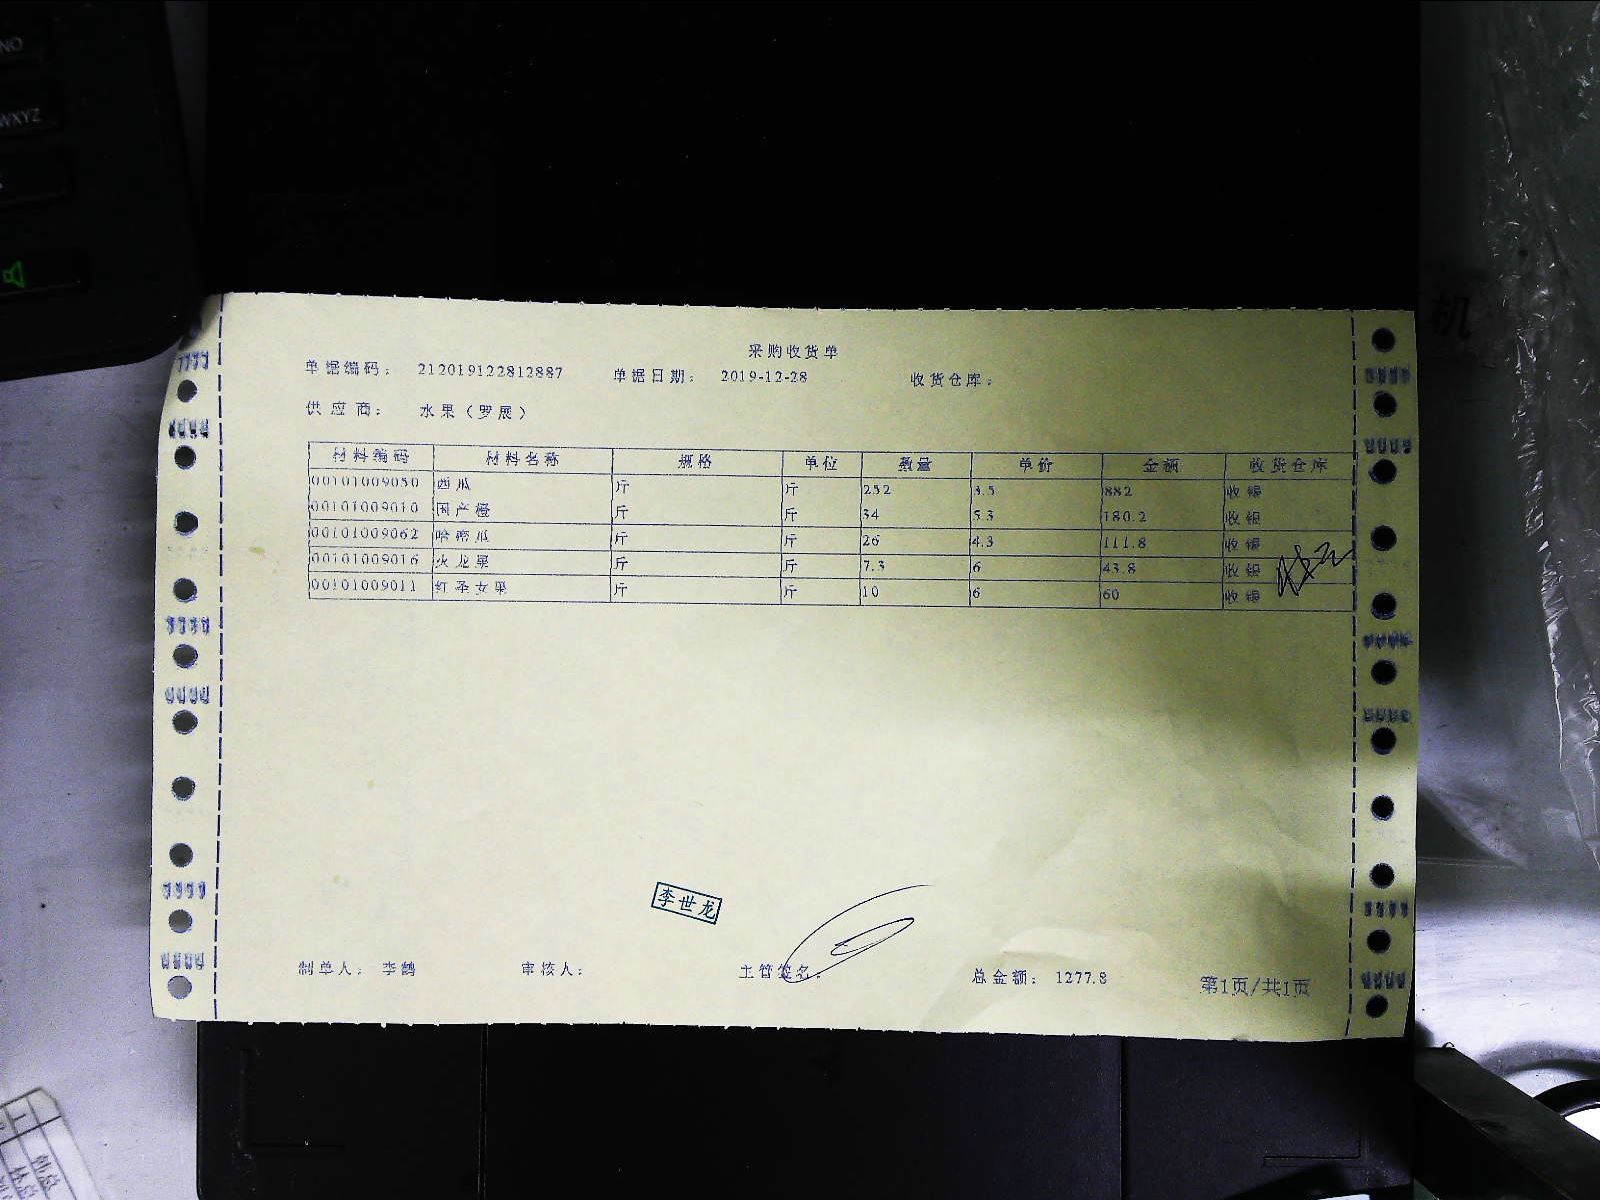 NO
WXYZ
机
采购收货单
单据编码： 212019122812887 单据日期： 2019-12-28 收货仓库：
供应商： 水果（罗展）
材料编码 材料名称 规格 单位 数量 单价 金额 收货仓库
00101009050 西瓜 斤 斤 252 3.5 882 收银
00101009010 国产橙 斤 斤 34 5.3 180.2 收银
00101009062 哈密瓜 斤 斤 26 4.3 111.8 收银
00101009016 火龙果 斤 斤 7.3 6 43.8 收银
00101009011 红圣女果 斤 斤 10 6 60 收银
李世龙
制单人： 李鹤 审核人： 主管签名： 总金额： 1277.8 第1页/共1页